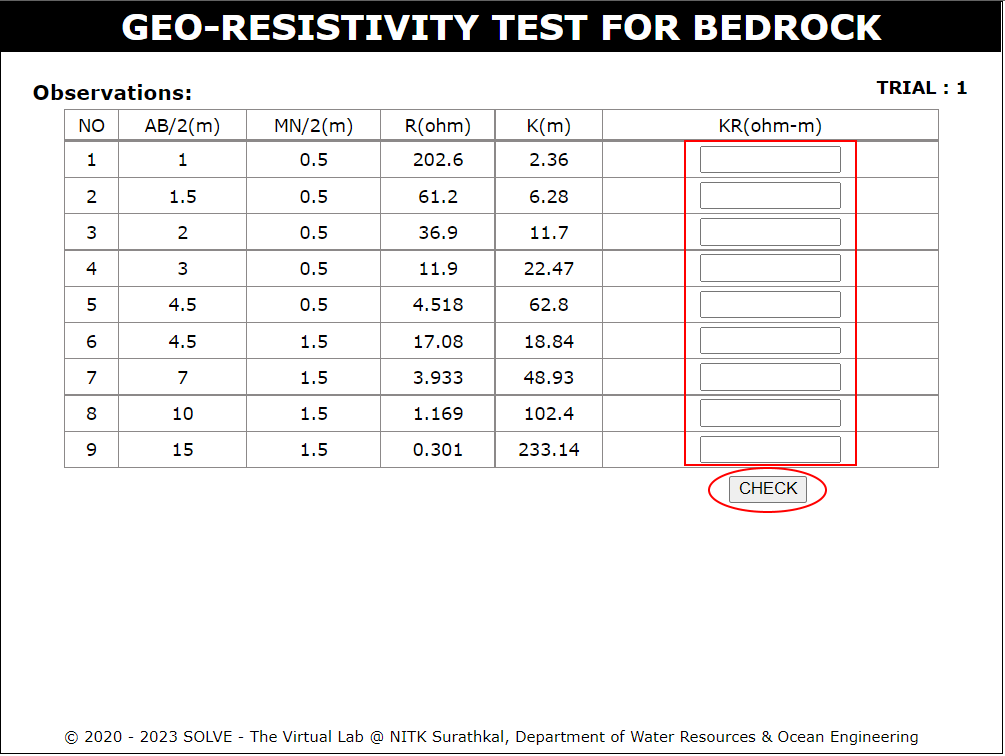 GEO-RESISTIVITY TEST FOR BEDROCK
TRIAL : 1
Observations:
NO AB/2(m) MN/2(m) R(ohm) K(m) KR(ohm-m)
1 1 0.5 202.6 2.36
2 1.5 0.5 61.2 6.28
3 2 0.5 36.9 11.7
4 3 0.5 11.9 22.47
5 4.5 0.5 4.518 62.8
6 4.5 1.5 17.08 18.84
7 7 1.5 3.933 48.93
8 10 1.5 1.169 102.4
9 15 1.5 0.301 233.14
CHECK
© 2020 - 2023 SOLVE - The Virtual Lab @ NITK Surathkal, Department of Water Resources & Ocean Engineering